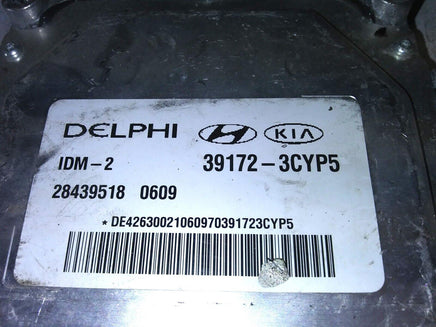 DELPHI KIA
IDM-2 39172-3CYP5
28439518 0609
*DE42630021060970391723CYP5